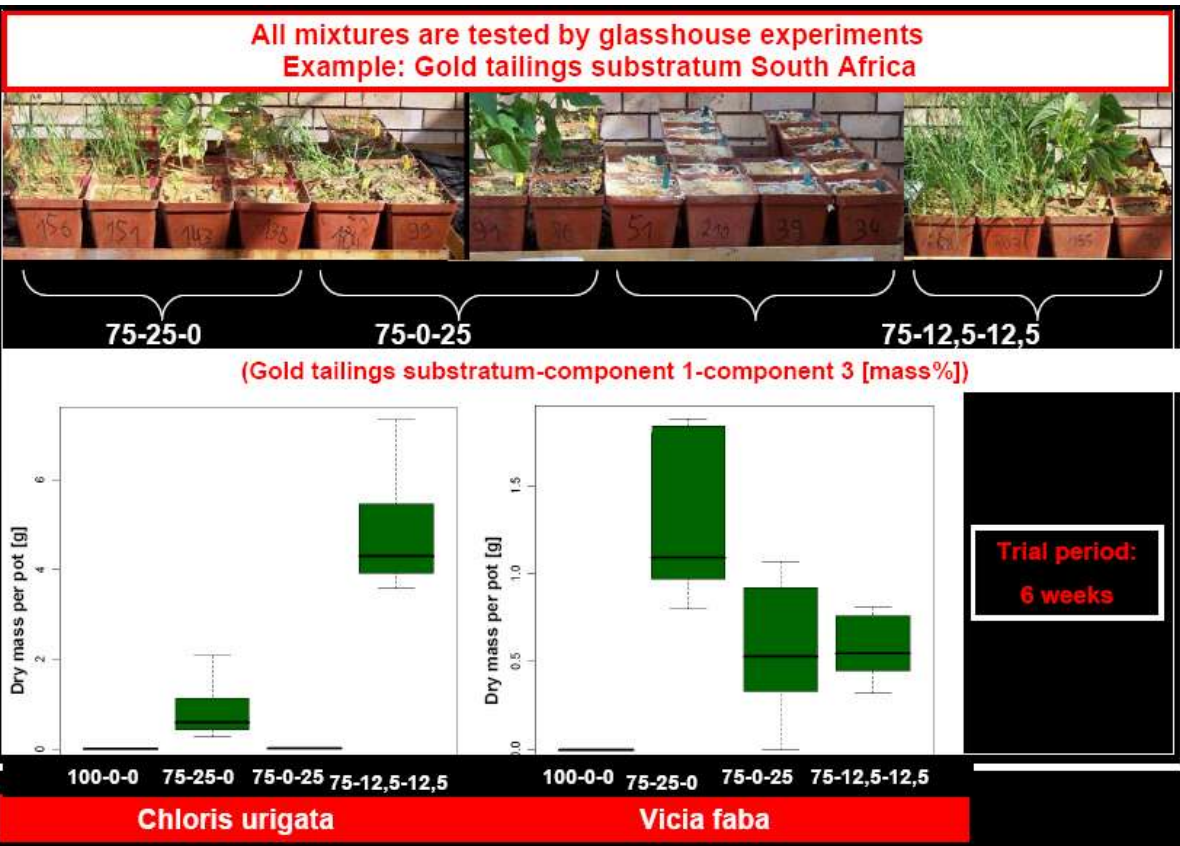 All mixtures are tested by glasshouse experiments
Example: Gold tailings substratum South Africa
156 151 143 138 99 91 86 51 210 39 34
75-25-0 75-0-25 75-12,5-12,5
(Gold tailings substratum-component 1-component 3 [mass%])
Dry mass per pot [g]
6
4
2
0
100-0-0 75-25-0 75-0-25 75-12,5-12,5
Chloris urigata
Dry mass per pot [g]
1.5
1.0
0.5
0.0
100-0-0 75-25-0 75-0-25 75-12,5-12,5
Vicia faba
Trial period:
6 weeks